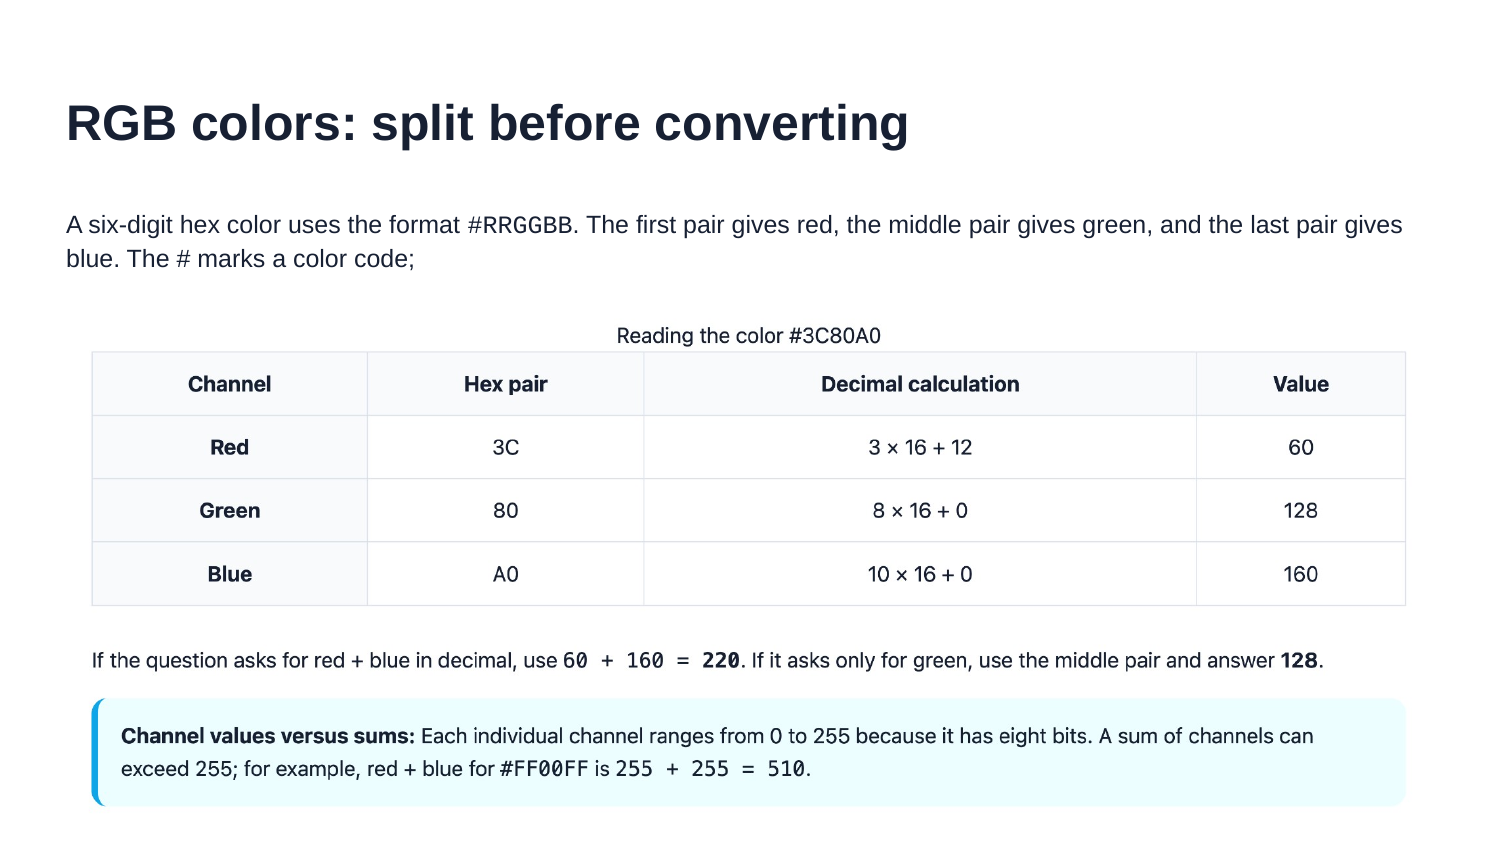 RGB colors: split before converting
A six-digit hex color uses the format #RRGGBB. The first pair gives red, the middle pair gives green, and the last pair gives
blue. The # marks a color code;
Reading the color #3C80A0
Channel Hex pair Decimal calculation Value
Red 3C 3 × 16 + 12 60
Green 80 8 × 16 + 0 128
Blue A0 10 × 16 + 0 160
If the question asks for red + blue in decimal, use 60 + 160 = 220. If it asks only for green, use the middle pair and answer 128.
Channel values versus sums: Each individual channel ranges from 0 to 255 because it has eight bits. A sum of channels can
exceed 255; for example, red + blue for #FF00FF is 255 + 255 = 510.